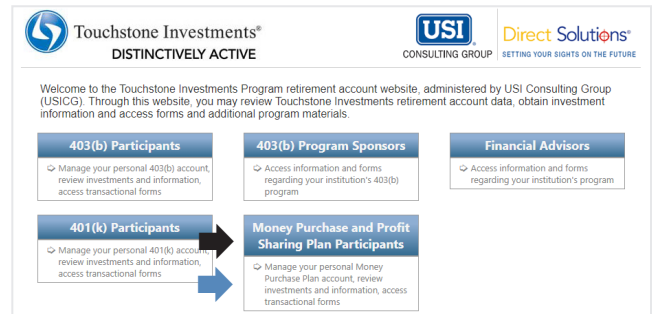 Touchstone Investments®
DISTINCTIVELY ACTIVE
USI
CONSULTING GROUP
Direct Solutions®
SETTING YOUR SIGHTS ON THE FUTURE
Welcome to the Touchstone Investments Program retirement account website, administered by USI Consulting Group
(USICG). Through this website, you may review Touchstone Investments retirement account data, obtain investment
information and access forms and additional program materials.
403(b) Participants
Manage your personal 403(b) account,
review investments and information,
access transactional forms
403(b) Program Sponsors
Access information and forms
regarding your institution's 403(b)
program
Financial Advisors
Access information and forms
regarding your institution's program
401(k) Participants
Manage your personal 401(k) account,
review investments and information,
access transactional forms
Money Purchase and Profit
Sharing Plan Participants
Manage your personal Money
Purchase Plan account, review
investments and information, access
transactional forms